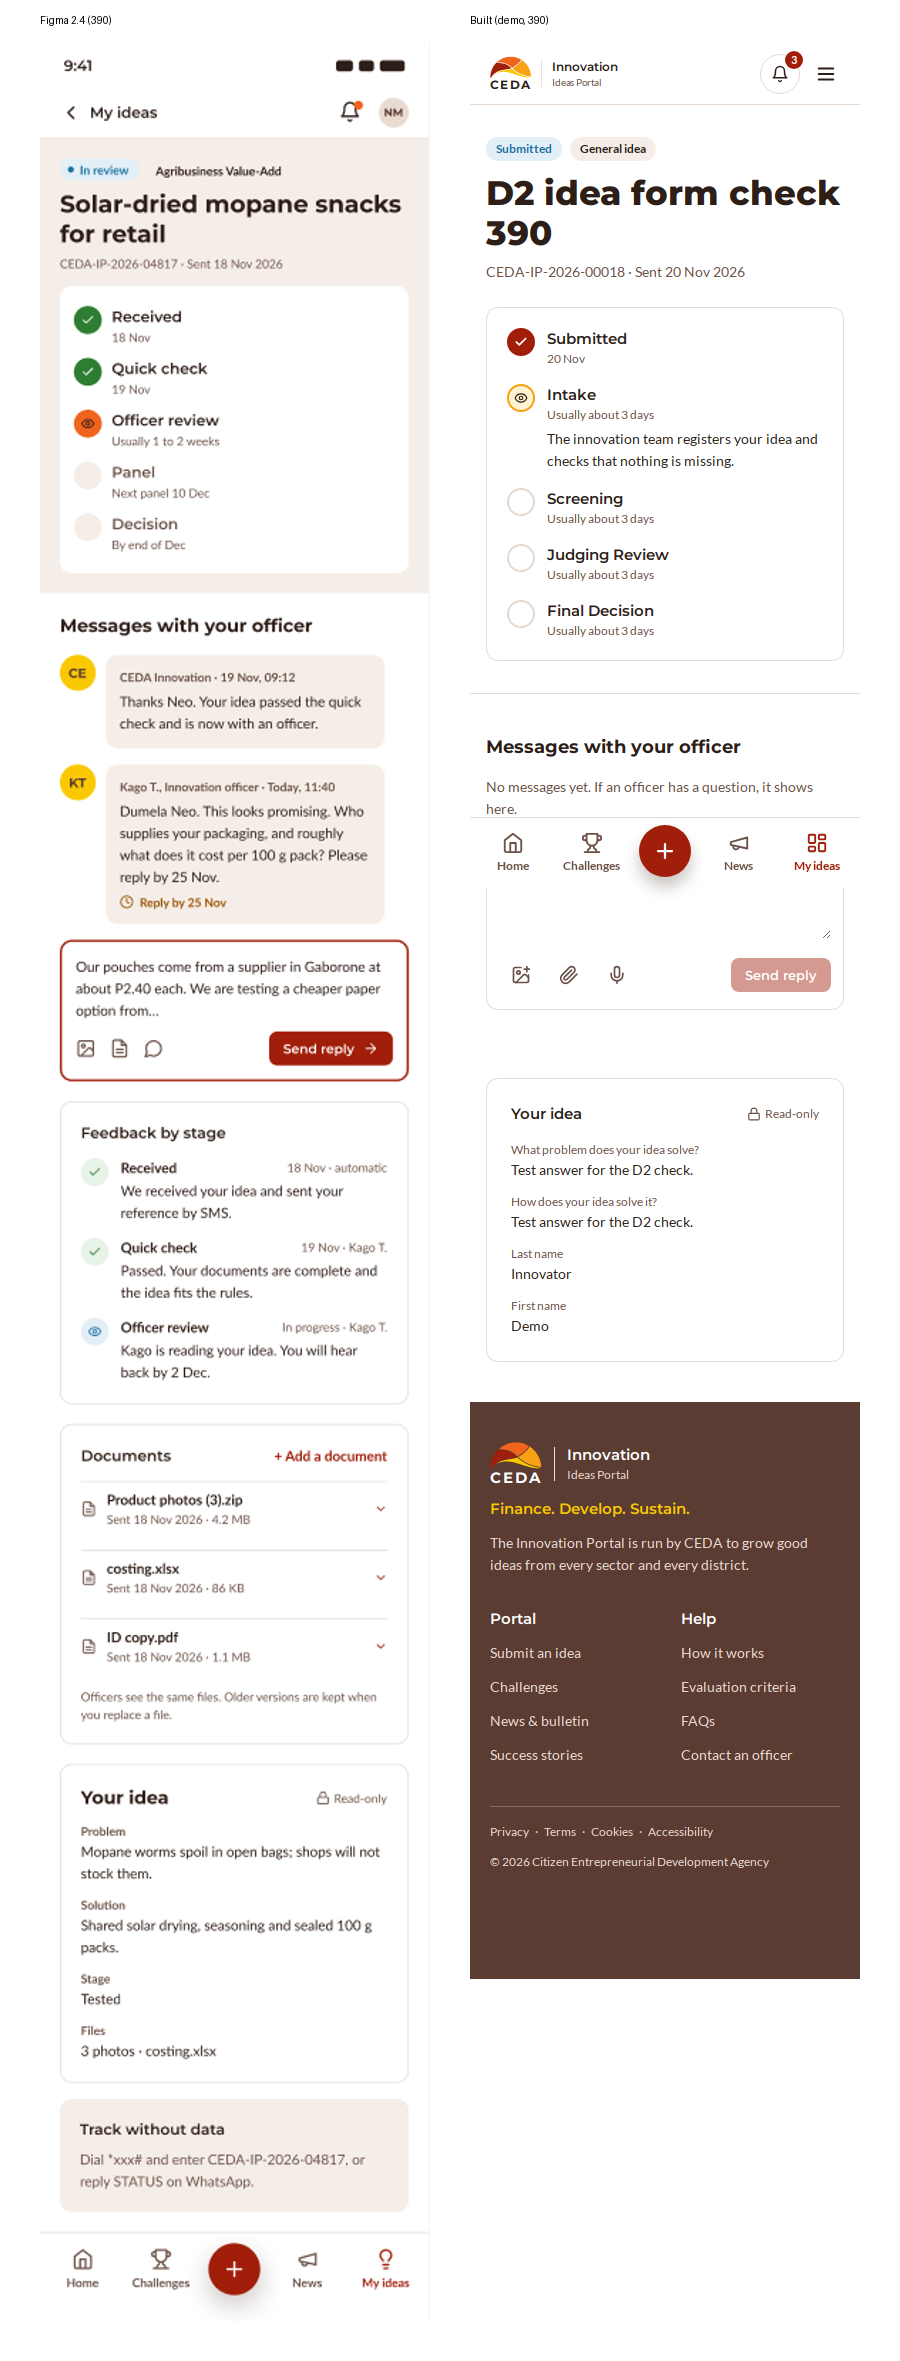 Figma 2.4 (390)
9:41
My ideas
NM
In review
Agribusiness Value-Add
Solar-dried mopane snacks
for retail
CEDA-IP-2026-04817 · Sent 18 Nov 2026
Received
18 Nov
Quick check
19 Nov
Officer review
Usually 1 to 2 weeks
Panel
Next panel 10 Dec
Decision
By end of Dec
Messages with your officer
CE
CEDA Innovation · 19 Nov, 09:12
Thanks Neo. Your idea passed the quick
check and is now with an officer.
KT
Kago T., Innovation officer · Today, 11:40
Dumela Neo. This looks promising. Who
supplies your packaging, and roughly
what does it cost per 100 g pack? Please
reply by 25 Nov.
Reply by 25 Nov
Our pouches come from a supplier in Gaborone at
about P2.40 each. We are testing a cheaper paper
option from...
Send reply
Feedback by stage
Received
18 Nov · automatic
We received your idea and sent your
reference by SMS.
Quick check
19 Nov · Kago T.
Passed. Your documents are complete and
the idea fits the rules.
Officer review
In progress · Kago T.
Kago is reading your idea. You will hear
back by 2 Dec.
Documents
+ Add a document
Product photos (3).zip
Sent 18 Nov 2026 · 4.2 MB
costing.xlsx
Sent 18 Nov 2026 · 86 KB
ID copy.pdf
Sent 18 Nov 2026 · 1.1 MB
Officers see the same files. Older versions are kept when
you replace a file.
Your idea
Read-only
Problem
Mopane worms spoil in open bags; shops will not
stock them.
Solution
Shared solar drying, seasoning and sealed 100 g
packs.
Stage
Tested
Files
3 photos · costing.xlsx
Track without data
Dial *xxx# and enter CEDA-IP-2026-04817, or
reply STATUS on WhatsApp.
Home
Challenges
News
My ideas
Built (demo, 390)
CEDA
Innovation
Ideas Portal
3
Submitted
General idea
D2 idea form check
390
CEDA-IP-2026-00018 · Sent 20 Nov 2026
Submitted
20 Nov
Intake
Usually about 3 days
The innovation team registers your idea and
checks that nothing is missing.
Screening
Usually about 3 days
Judging Review
Usually about 3 days
Final Decision
Usually about 3 days
Messages with your officer
No messages yet. If an officer has a question, it shows
here.
Home
Challenges
News
My ideas
Send reply
Your idea
Read-only
What problem does your idea solve?
Test answer for the D2 check.
How does your idea solve it?
Test answer for the D2 check.
Last name
Innovator
First name
Demo
CEDA
Innovation
Ideas Portal
Finance. Develop. Sustain.
The Innovation Portal is run by CEDA to grow good
ideas from every sector and every district.
Portal
Submit an idea
Challenges
News & bulletin
Success stories
Help
How it works
Evaluation criteria
FAQs
Contact an officer
Privacy · Terms · Cookies · Accessibility
© 2026 Citizen Entrepreneurial Development Agency